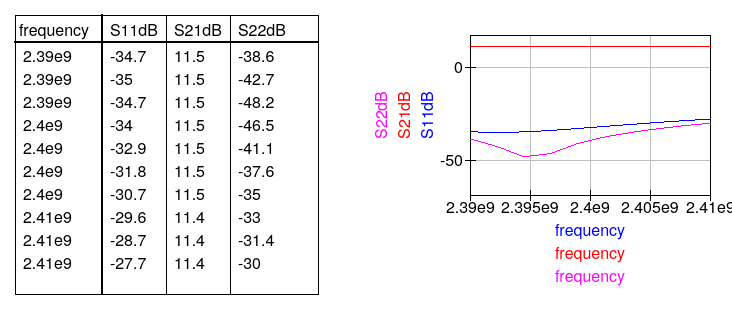 frequency S11dB S21dB S22dB
2.39e9 -34.7 11.5 -38.6
2.39e9 -35 11.5 -42.7
2.39e9 -34.7 11.5 -48.2
2.4e9 -34 11.5 -46.5
2.4e9 -32.9 11.5 -41.1
2.4e9 -31.8 11.5 -37.6
2.4e9 -30.7 11.5 -35
2.41e9 -29.6 11.4 -33
2.41e9 -28.7 11.4 -31.4
2.41e9 -27.7 11.4 -30
S22dB
S21dB
S11dB
0
-50
2.39e9 2.395e9 2.4e9 2.405e9 2.41e9
frequency
frequency
frequency